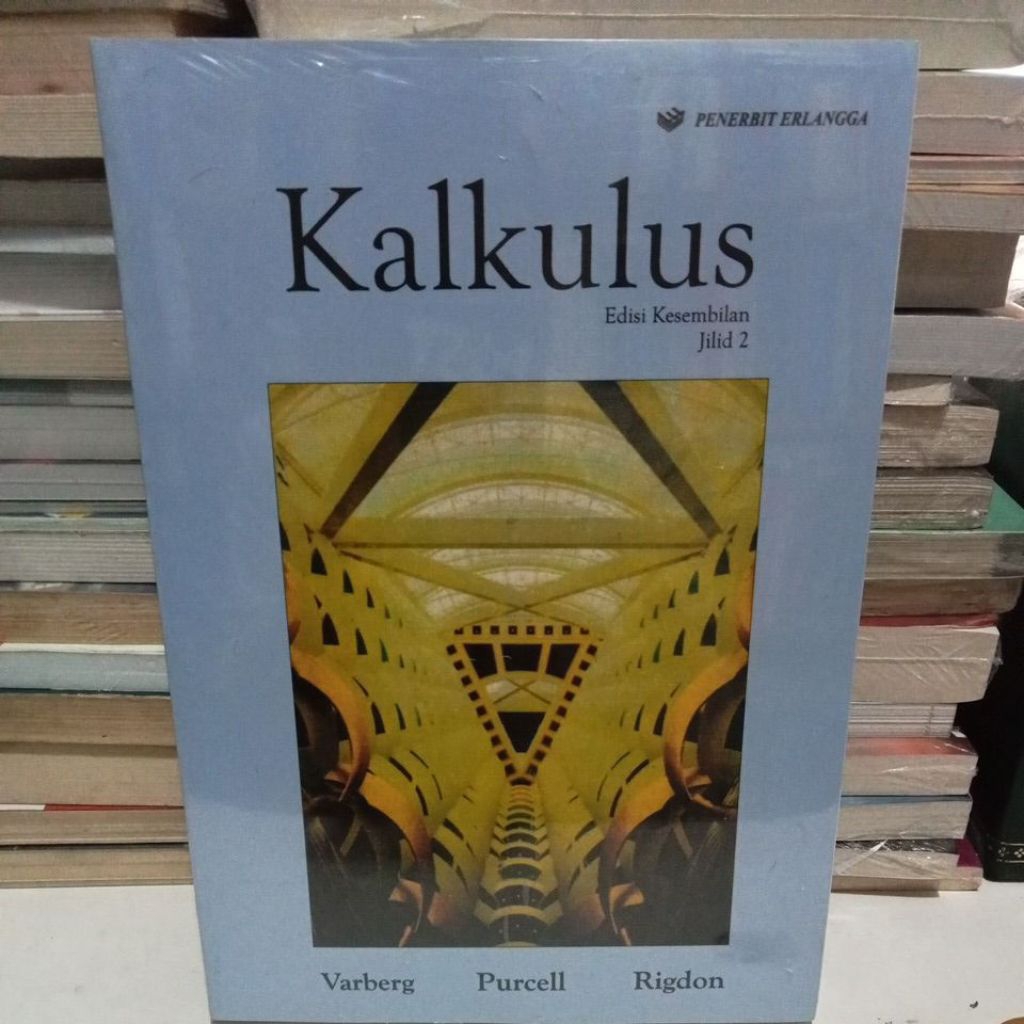 PENERBIT ERLANGGA
Kalkulus
Edisi Kesembilan
Jilid 2
Varberg Purcell Rigdon